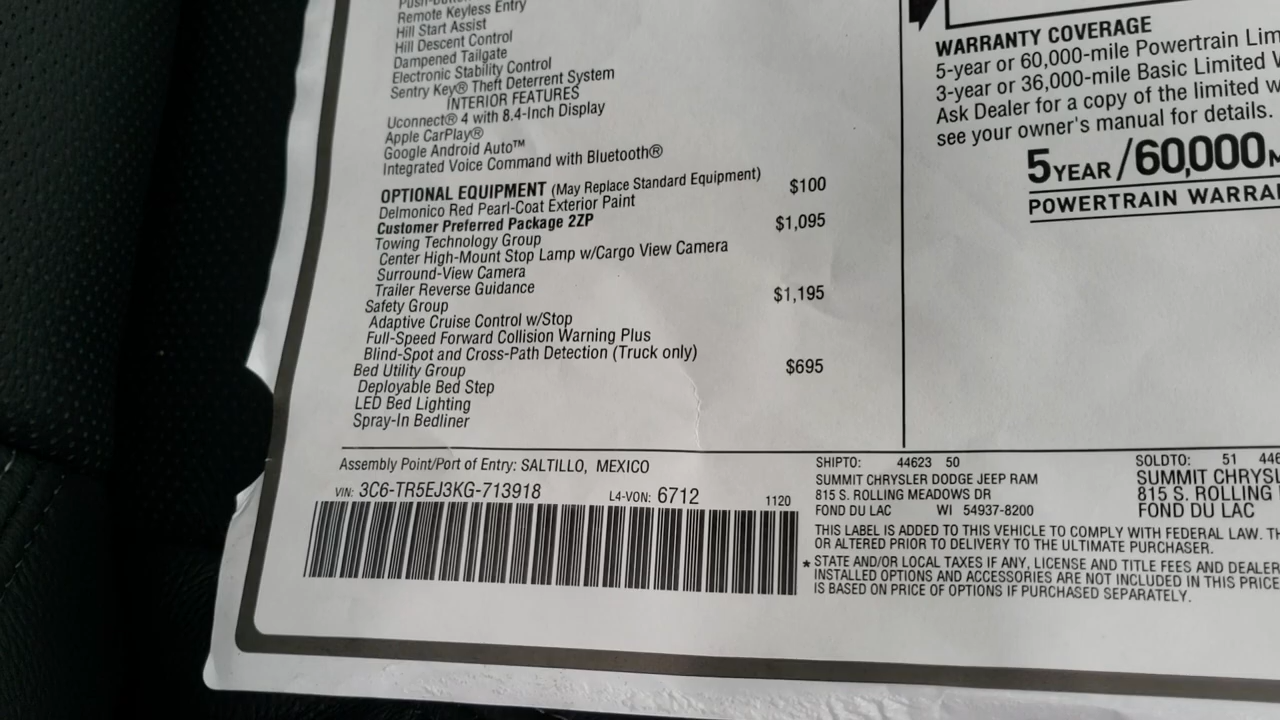 Push-Button
Remote Keyless Entry
Hill Start Assist
Hill Descent Control
Dampened Tailgate
Electronic Stability Control
Sentry Key® Theft Deterrent System
INTERIOR FEATURES
Uconnect® 4 with 8.4-Inch Display
Apple CarPlay®
Google Android Auto™
Integrated Voice Command with Bluetooth®
OPTIONAL EQUIPMENT (May Replace Standard Equipment)
Delmonico Red Pearl-Coat Exterior Paint $100
Customer Preferred Package 2ZP
Towing Technology Group $1,095
Center High-Mount Stop Lamp w/Cargo View Camera
Surround-View Camera
Trailer Reverse Guidance
Safety Group $1,195
Adaptive Cruise Control w/Stop
Full-Speed Forward Collision Warning Plus
Blind-Spot and Cross-Path Detection (Truck only)
Bed Utility Group $695
Deployable Bed Step
LED Bed Lighting
Spray-In Bedliner
WARRANTY COVERAGE
5-year or 60,000-mile Powertrain Lim
3-year or 36,000-mile Basic Limited
Ask Dealer for a copy of the limited w
see your owner's manual for details.
5 YEAR / 60,000
POWERTRAIN WARRA
Assembly Point/Port of Entry: SALTILLO, MEXICO
VIN: 3C6-TR5EJ3KG-713918 L4-VON: 6712 1120
SHIPTO: 44623 50
SUMMIT CHRYSLER DODGE JEEP RAM
815 S. ROLLING MEADOWS DR
FOND DU LAC WI 54937-8200
SOLDTO: 51 446
SUMMIT CHRYSL
815 S. ROLLING
FOND DU LAC
THIS LABEL IS ADDED TO THIS VEHICLE TO COMPLY WITH FEDERAL LAW. TH
OR ALTERED PRIOR TO DELIVERY TO THE ULTIMATE PURCHASER.
* STATE AND/OR LOCAL TAXES IF ANY, LICENSE AND TITLE FEES AND DEALER
INSTALLED OPTIONS AND ACCESSORIES ARE NOT INCLUDED IN THIS PRICE
IS BASED ON PRICE OF OPTIONS IF PURCHASED SEPARATELY.